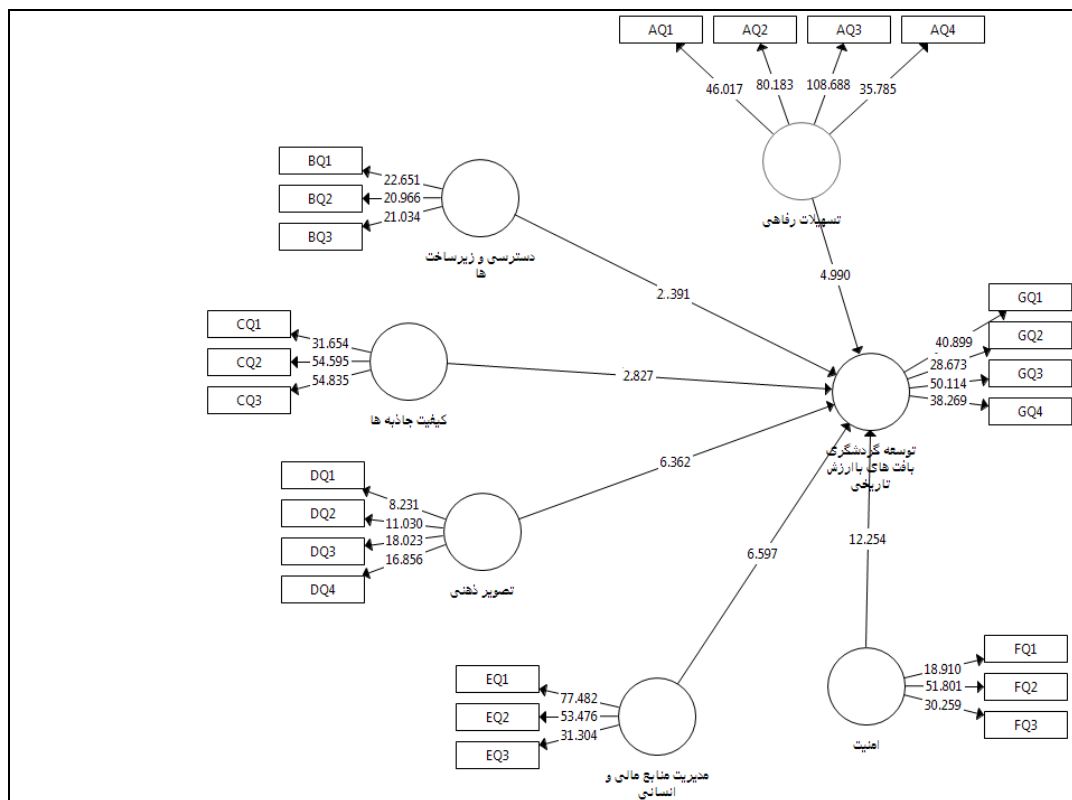 AQ1 AQ2 AQ3 AQ4
46.017 80.183 108.688 35.785
تسهیلات رفاهی
4.990
BQ1
BQ2
BQ3
22.651
20.966
21.034
دسترسی و زیرساخت
ها
2.391
CQ1
CQ2
CQ3
31.654
54.595
54.835
کیفیت جاذبه ها
2.827
GQ1
GQ2
GQ3
GQ4
40.899
28.673
50.114
38.269
توسعه گردشگری
بافت های باارزش
تاریخی
DQ1
DQ2
DQ3
DQ4
8.231
11.030
18.023
16.856
تصویر ذهنی
6.362
EQ1
EQ2
EQ3
77.482
53.476
31.304
مدیریت منابع مالی و
انسانی
6.597
12.254
FQ1
FQ2
FQ3
18.910
51.801
30.259
امنیت